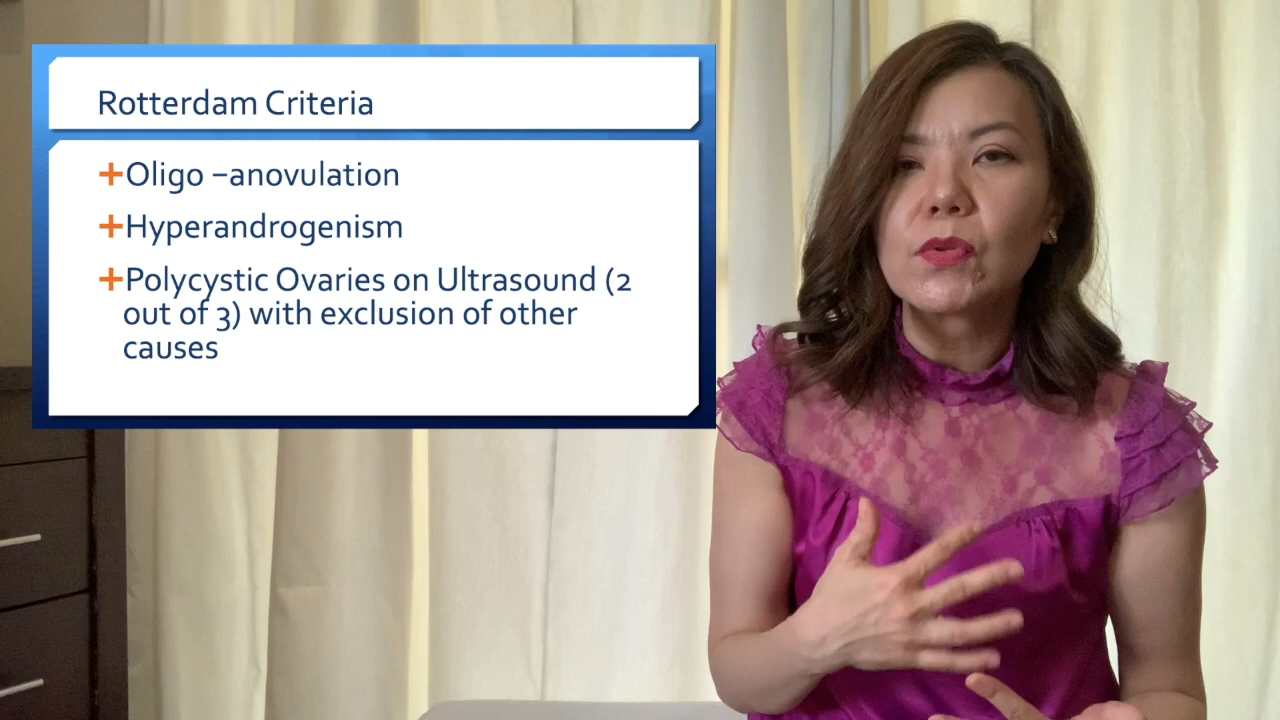 Rotterdam Criteria
Oligo –anovulation
Hyperandrogenism
Polycystic Ovaries on Ultrasound (2
out of 3) with exclusion of other
causes